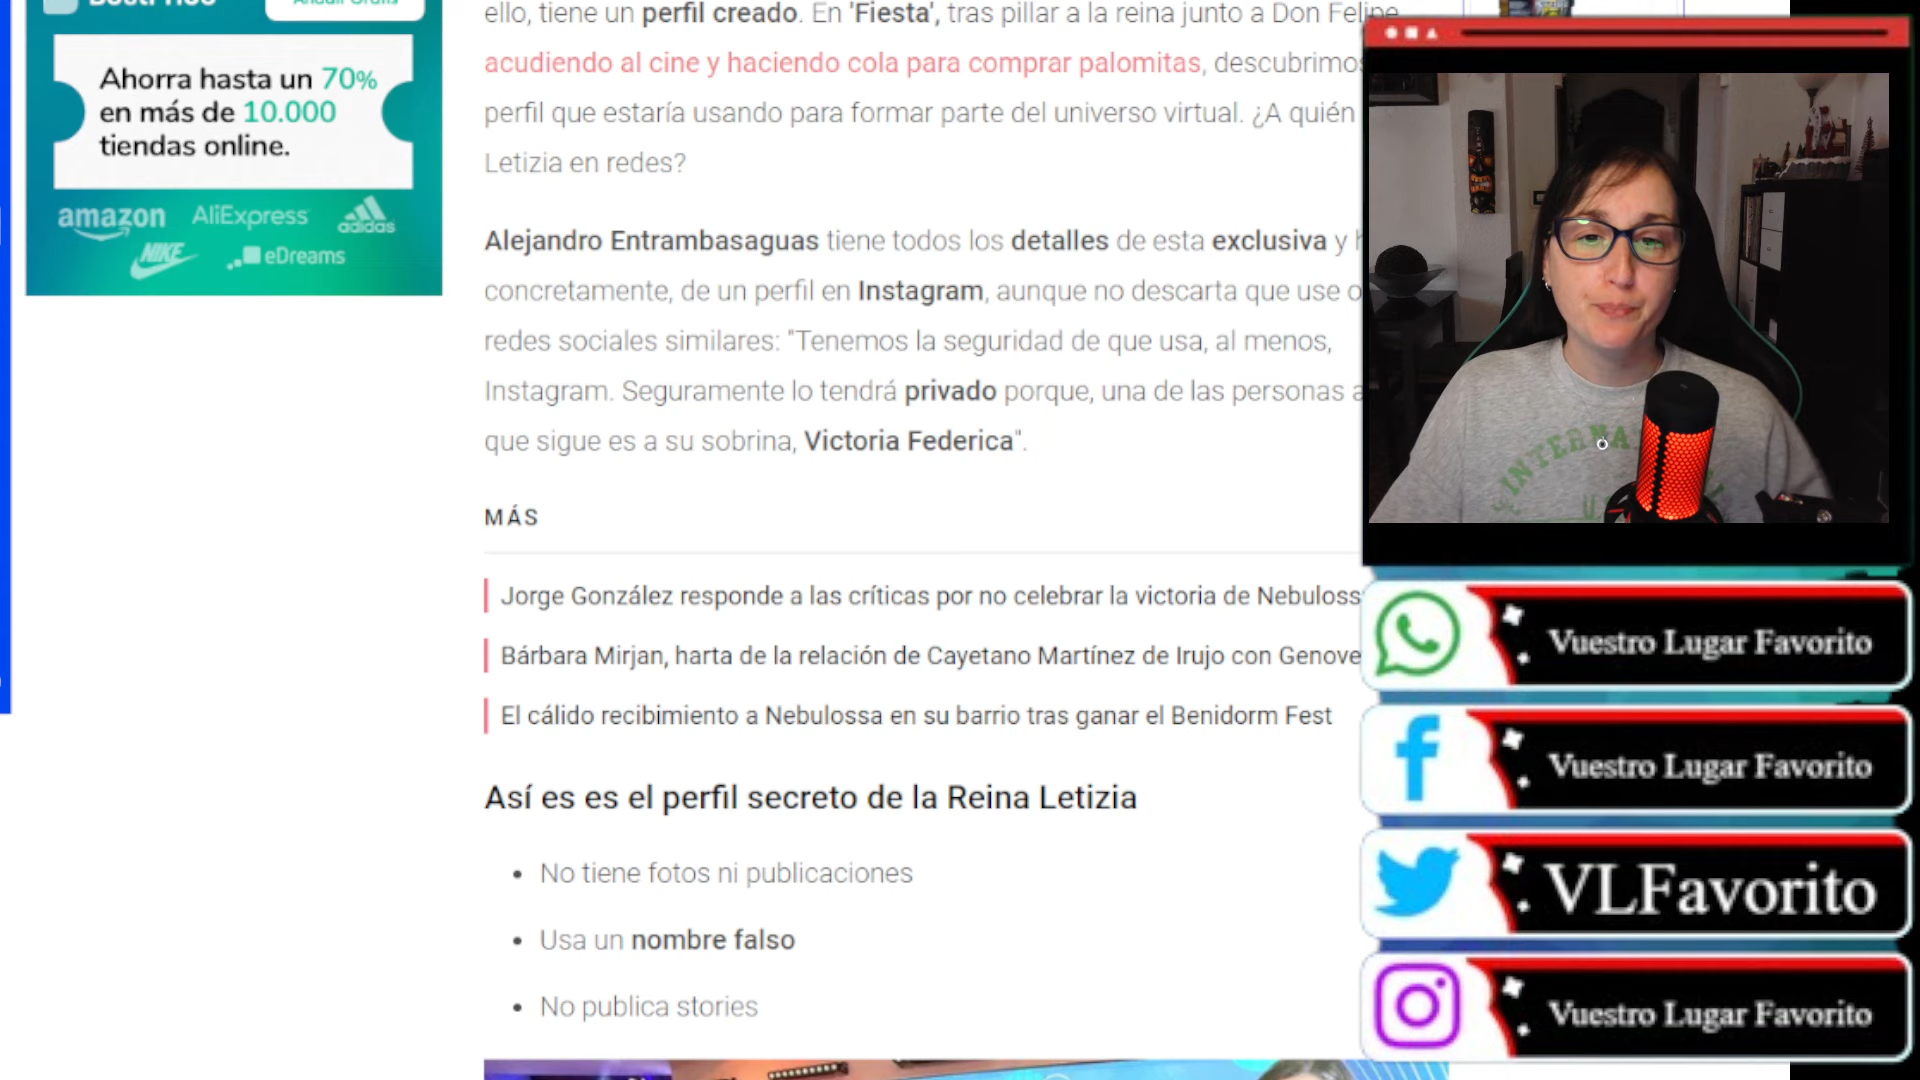 Ahorra hasta un 70%
en más de 10.000
tiendas online.
amazon AliExpress adidas
NIKE eDreams
ello, tiene un perfil creado. En 'Fiesta', tras pillar a la reina junto a Don Felipe
acudiendo al cine y haciendo cola para comprar palomitas, descubrimos
perfil que estaría usando para formar parte del universo virtual. ¿A quién
Letizia en redes?
Alejandro Entrambasaguas tiene todos los detalles de esta exclusiva y
concretamente, de un perfil en Instagram, aunque no descarta que use
redes sociales similares: "Tenemos la seguridad de que usa, al menos,
Instagram. Seguramente lo tendrá privado porque, una de las personas a
que sigue es a su sobrina, Victoria Federica".
MÁS
Jorge González responde a las críticas por no celebrar la victoria de Nebuloss
Bárbara Mirjan, harta de la relación de Cayetano Martínez de Irujo con Genove
El cálido recibimiento a Nebulossa en su barrio tras ganar el Benidorm Fest
Así es es el perfil secreto de la Reina Letizia
• No tiene fotos ni publicaciones
• Usa un nombre falso
• No publica stories
INTERNA
Vuestro Lugar Favorito
Vuestro Lugar Favorito
VLFavorito
Vuestro Lugar Favorito